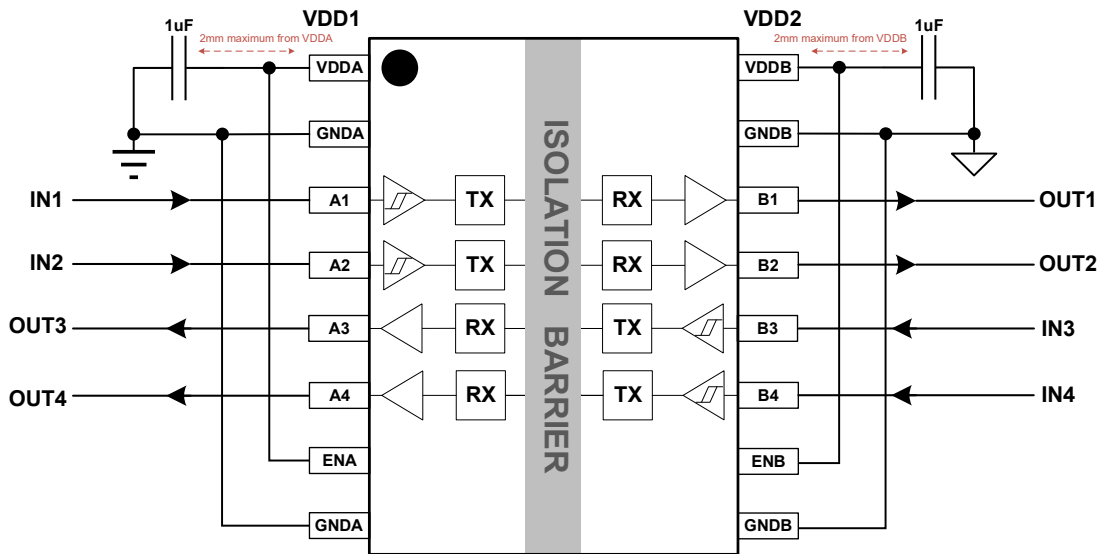 VDD1
VDD2
1uF
1uF
2mm maximum from VDDA
2mm maximum from VDDB
VDDA
VDDB
GNDA
GNDB
ISOLATION BARRIER
IN1
A1
TX
RX
B1
OUT1
IN2
A2
TX
RX
B2
OUT2
OUT3
A3
RX
TX
B3
IN3
OUT4
A4
RX
TX
B4
IN4
ENA
ENB
GNDA
GNDB